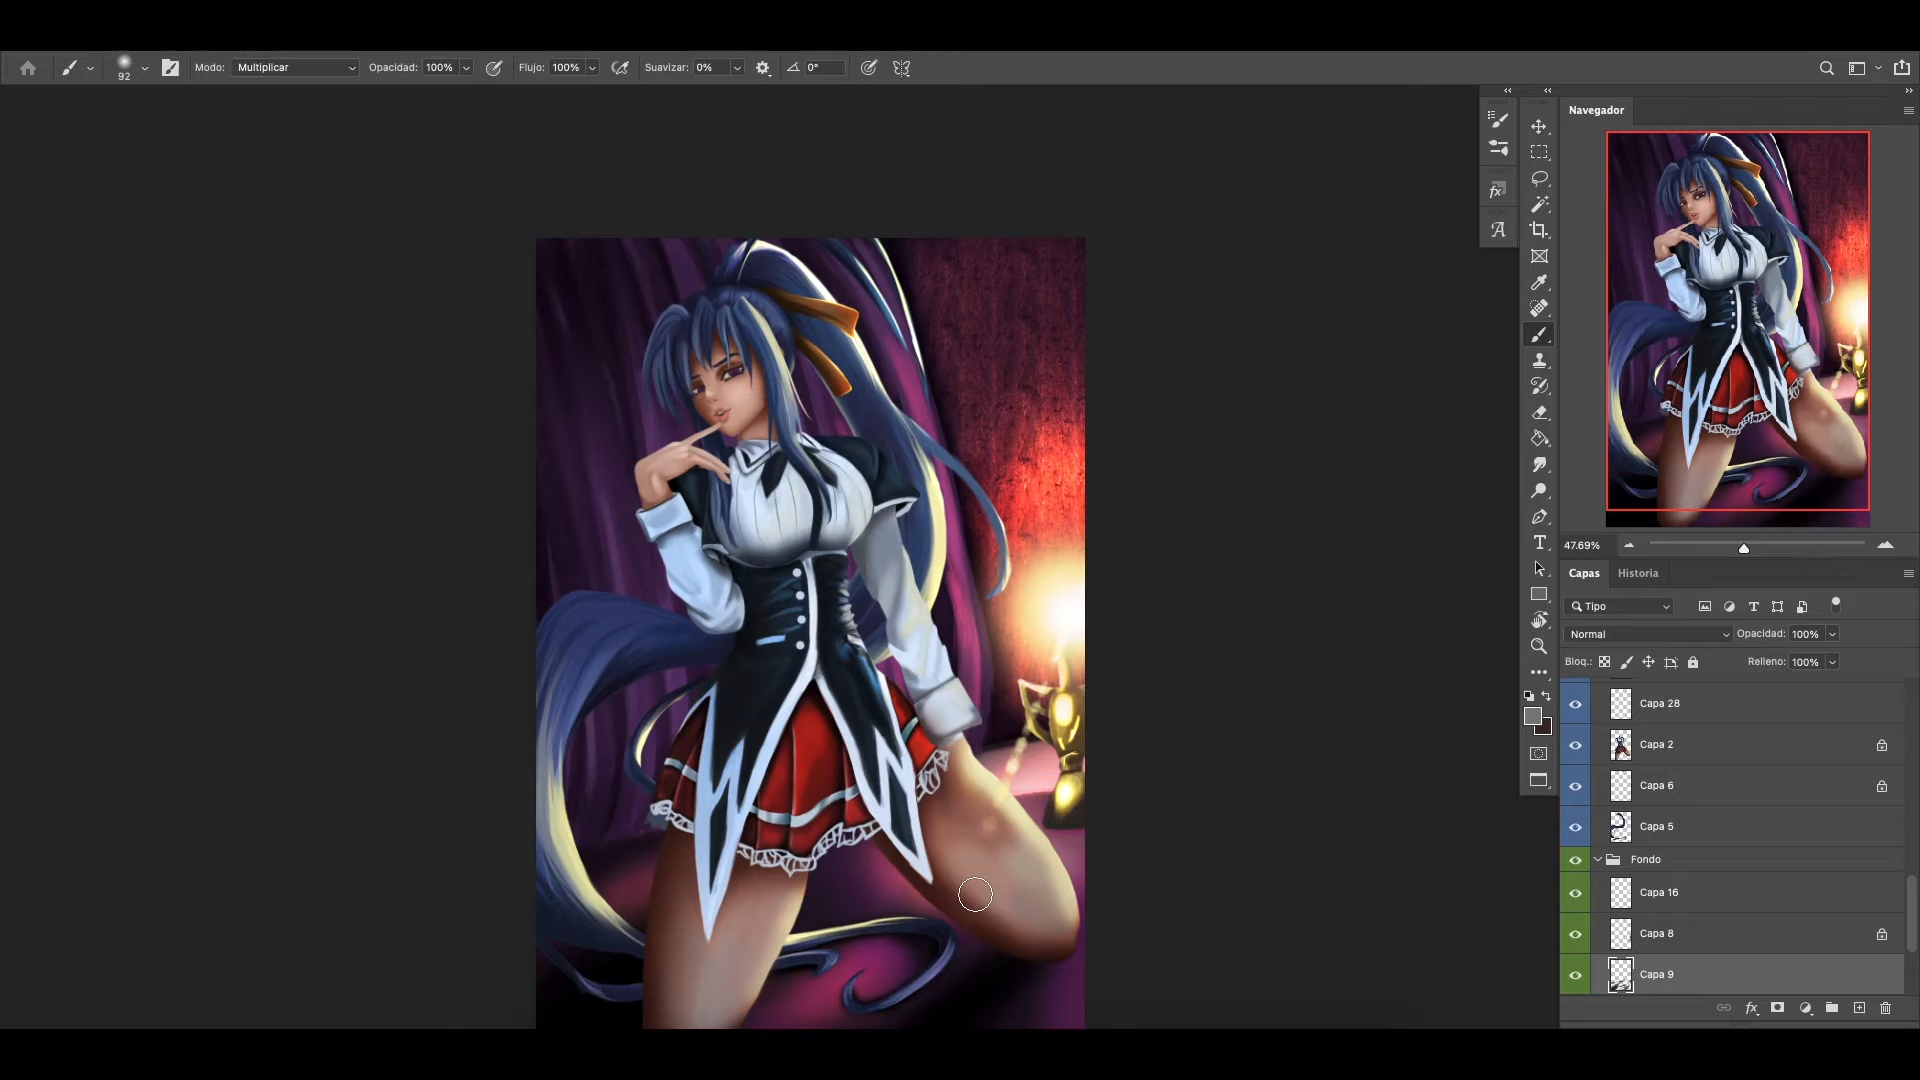 92 Modo: Multiplicar Opacidad: 100% Flujo: 100% Suavizar: 0% 0°
Navegador
47.69%
Capas Historia
Tipo
Normal Opacidad: 100%
Bloq.: Relleno: 100%
Capa 28
Capa 2
Capa 6
Capa 5
Fondo
Capa 16
Capa 8
Capa 9